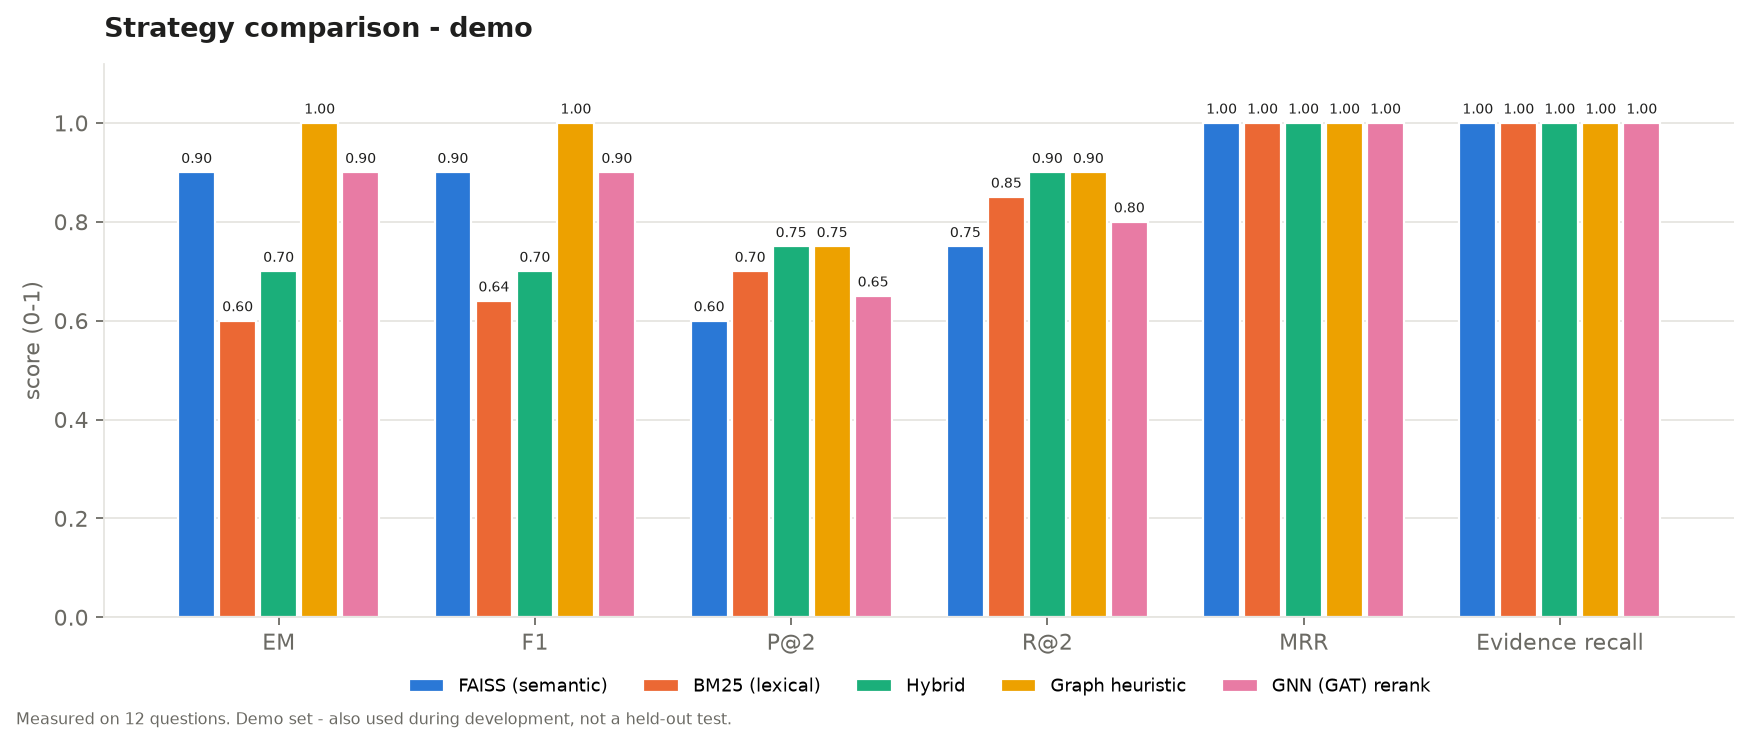 Strategy comparison - demo
1.00 1.00 1.00 1.00 1.00 1.00 1.00 1.00 1.00 1.00 1.00 1.00
1.0
0.90 0.90 0.90 0.90 0.90 0.90
0.85
0.80
0.8
0.75 0.75 0.75
0.70 0.70 0.70
0.65
0.64
0.60 0.60
0.6
score (0-1)
0.4
0.2
0.0
EM F1 P@2 R@2 MRR Evidence recall
FAISS (semantic) BM25 (lexical) Hybrid Graph heuristic GNN (GAT) rerank
Measured on 12 questions. Demo set - also used during development, not a held-out test.